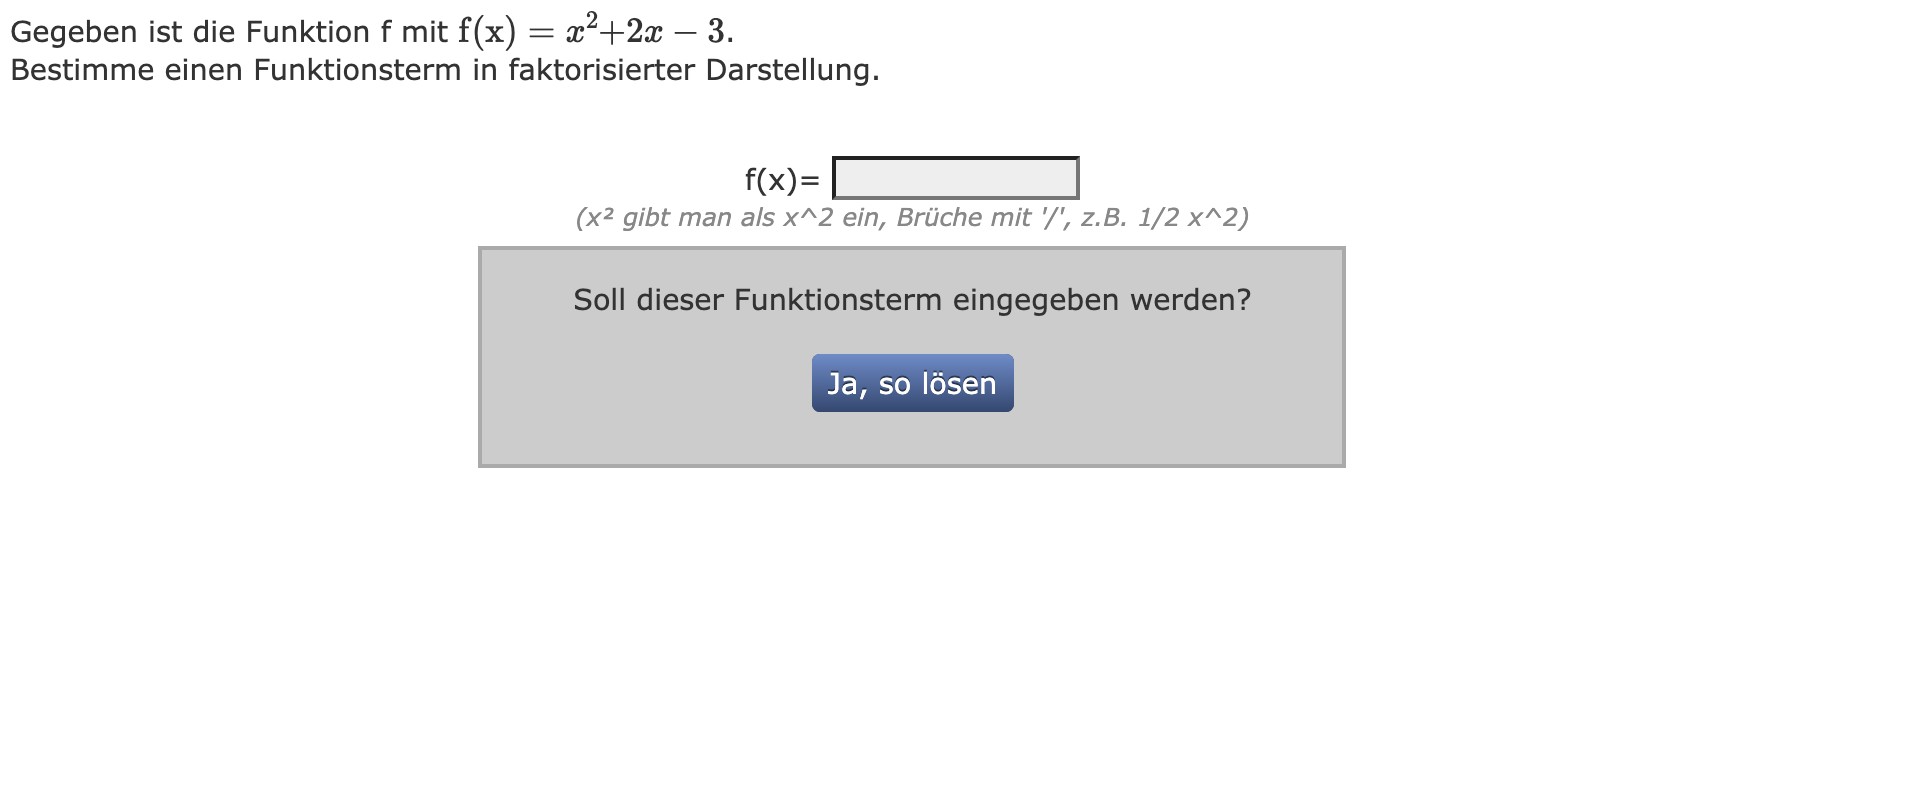 Gegeben ist die Funktion f mit f(x) = x²+2x − 3.
Bestimme einen Funktionsterm in faktorisierter Darstellung.
f(x)=
(x² gibt man als x^2 ein, Brüche mit '/', z.B. 1/2 x^2)
Soll dieser Funktionsterm eingegeben werden?
Ja, so lösen